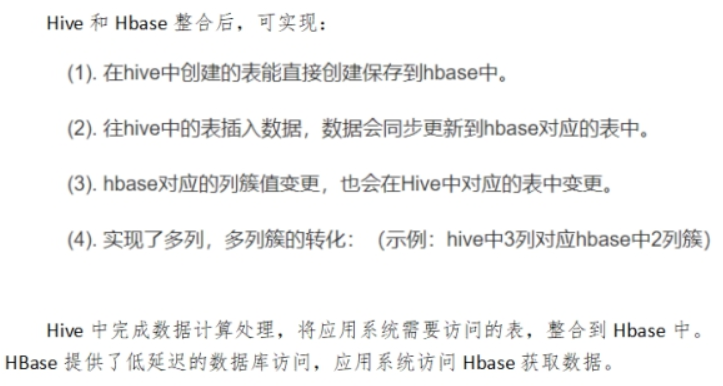 Hive 和 Hbase 整合后，可实现：
(1). 在hive中创建的表能直接创建保存到hbase中。
(2). 往hive中的表插入数据，数据会同步更新到hbase对应的表中。
(3). hbase对应的列簇值变更，也会在Hive中对应的表中变更。
(4). 实现了多列，多列簇的转化：（示例：hive中3列对应hbase中2列簇）
Hive 中完成数据计算处理，将应用系统需要访问的表，整合到 Hbase 中。
HBase 提供了低延迟的数据库访问，应用系统访问 Hbase 获取数据。